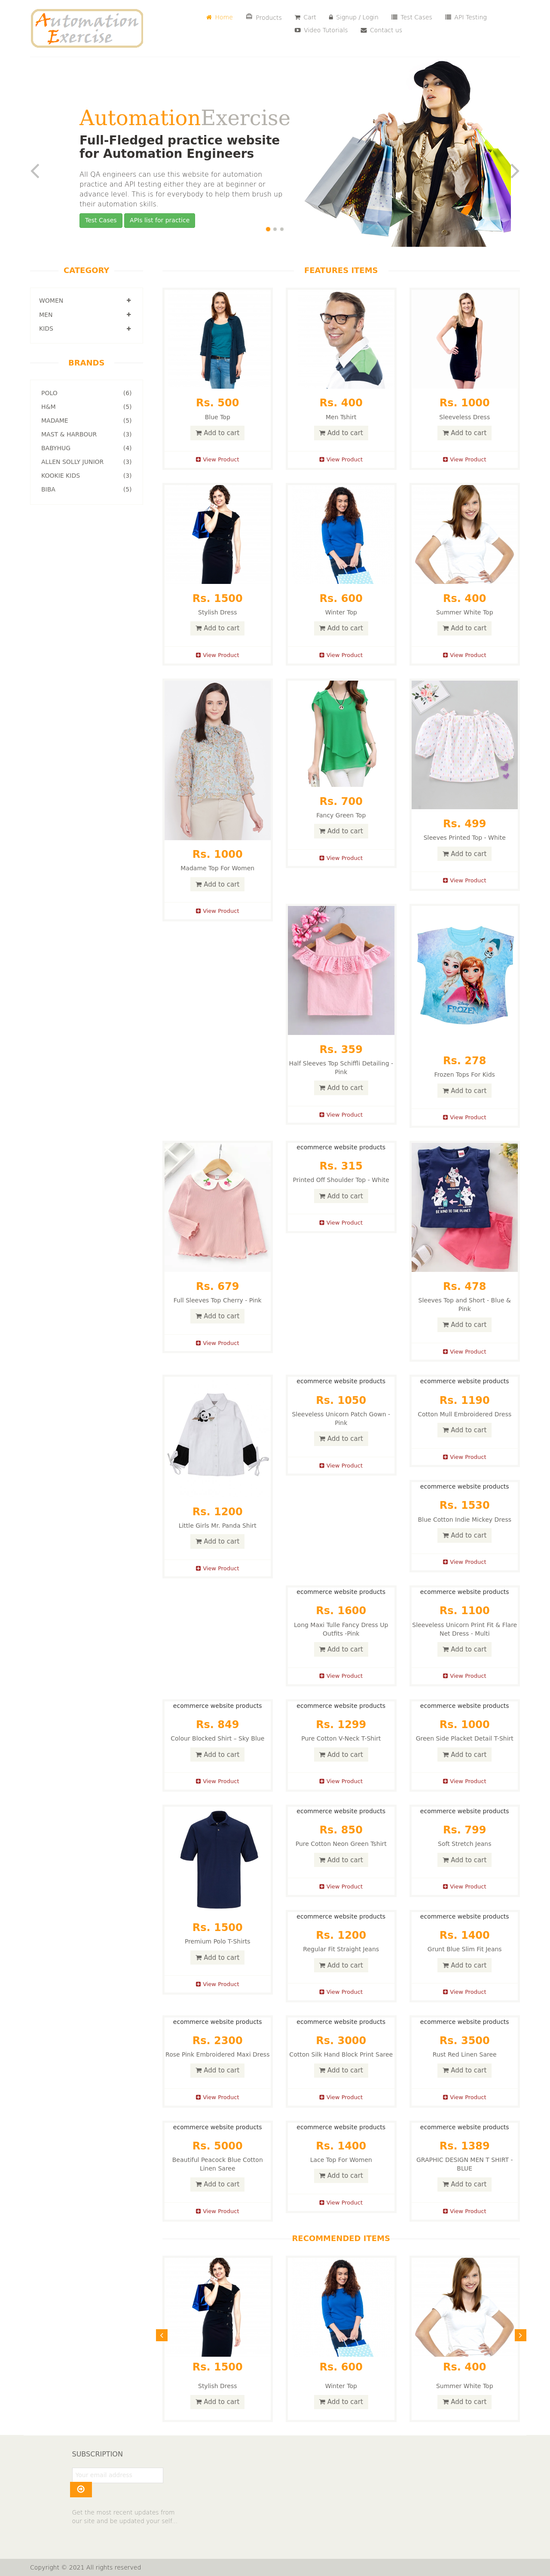 Automation
Exercise
Home
Products
Cart
Signup / Login
Test Cases
API Testing
Video Tutorials
Contact us
AutomationExercise
Full-Fledged practice website
for Automation Engineers
All QA engineers can use this website for automation
practice and API testing either they are at beginner or
advance level. This is for everybody to help them brush up
their automation skills.
Test Cases
APIs list for practice
CATEGORY
WOMEN
MEN
KIDS
BRANDS
POLO (6)
H&M (5)
MADAME (5)
MAST & HARBOUR (3)
BABYHUG (4)
ALLEN SOLLY JUNIOR (3)
KOOKIE KIDS (3)
BIBA (5)
FEATURES ITEMS
Rs. 500
Blue Top
Add to cart
View Product
Rs. 400
Men Tshirt
Add to cart
View Product
Rs. 1000
Sleeveless Dress
Add to cart
View Product
Rs. 1500
Stylish Dress
Add to cart
View Product
Rs. 600
Winter Top
Add to cart
View Product
Rs. 400
Summer White Top
Add to cart
View Product
Rs. 1000
Madame Top For Women
Add to cart
View Product
Rs. 700
Fancy Green Top
Add to cart
View Product
Rs. 499
Sleeves Printed Top - White
Add to cart
View Product
Rs. 359
Half Sleeves Top Schiffli Detailing -
Pink
Add to cart
View Product
FROZEN
Rs. 278
Frozen Tops For Kids
Add to cart
View Product
Rs. 679
Full Sleeves Top Cherry - Pink
Add to cart
View Product
ecommerce website products
Rs. 315
Printed Off Shoulder Top - White
Add to cart
View Product
BE KIND TO THE PLANET
Rs. 478
Sleeves Top and Short - Blue &
Pink
Add to cart
View Product
Rs. 1200
Little Girls Mr. Panda Shirt
Add to cart
View Product
ecommerce website products
Rs. 1050
Sleeveless Unicorn Patch Gown -
Pink
Add to cart
View Product
ecommerce website products
Rs. 1190
Cotton Mull Embroidered Dress
Add to cart
View Product
ecommerce website products
Rs. 1530
Blue Cotton Indie Mickey Dress
Add to cart
View Product
ecommerce website products
Rs. 1600
Long Maxi Tulle Fancy Dress Up
Outfits -Pink
Add to cart
View Product
ecommerce website products
Rs. 1100
Sleeveless Unicorn Print Fit & Flare
Net Dress - Multi
Add to cart
View Product
ecommerce website products
Rs. 849
Colour Blocked Shirt – Sky Blue
Add to cart
View Product
ecommerce website products
Rs. 1299
Pure Cotton V-Neck T-Shirt
Add to cart
View Product
ecommerce website products
Rs. 1000
Green Side Placket Detail T-Shirt
Add to cart
View Product
Rs. 1500
Premium Polo T-Shirts
Add to cart
View Product
ecommerce website products
Rs. 850
Pure Cotton Neon Green Tshirt
Add to cart
View Product
ecommerce website products
Rs. 799
Soft Stretch Jeans
Add to cart
View Product
ecommerce website products
Rs. 1200
Regular Fit Straight Jeans
Add to cart
View Product
ecommerce website products
Rs. 1400
Grunt Blue Slim Fit Jeans
Add to cart
View Product
ecommerce website products
Rs. 2300
Rose Pink Embroidered Maxi Dress
Add to cart
View Product
ecommerce website products
Rs. 3000
Cotton Silk Hand Block Print Saree
Add to cart
View Product
ecommerce website products
Rs. 3500
Rust Red Linen Saree
Add to cart
View Product
ecommerce website products
Rs. 5000
Beautiful Peacock Blue Cotton
Linen Saree
Add to cart
View Product
ecommerce website products
Rs. 1400
Lace Top For Women
Add to cart
View Product
ecommerce website products
Rs. 1389
GRAPHIC DESIGN MEN T SHIRT -
BLUE
Add to cart
View Product
RECOMMENDED ITEMS
Rs. 1500
Stylish Dress
Add to cart
Rs. 600
Winter Top
Add to cart
Rs. 400
Summer White Top
Add to cart
SUBSCRIPTION
Your email address
Get the most recent updates from
our site and be updated your self.
Copyright © 2021 All rights reserved